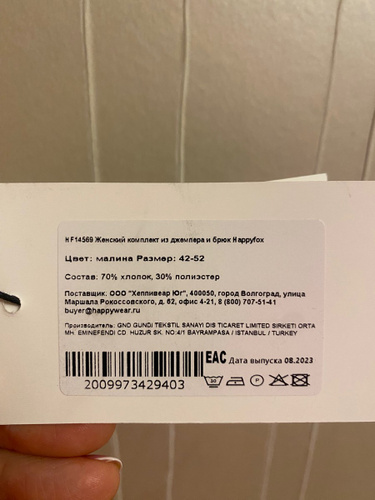 HF14569 Женский комплект из джемпера и брюк Happyfox
Цвет: малина Размер: 42-52
Состав: 70% хлопок, 30% полиэстер
Поставщик: ООО "Хеппивеар Юг", 400050, город Волгоград, улица
Маршала Рокоссовского, д. 62, офис 4-21, 8 (800) 707-51-41
buyer@happywear.ru
Производитель: GNO GUNDI TEKSTIL SANAYI DIS TICARET LIMTED SIRKETI ORTA
MH. EMINEFENDI CD. HUZUR SK. NO:4/1 BAYRAMPASA / ISTANBUL / TURKEY
EAC Дата выпуска 08.2023
2009973429403